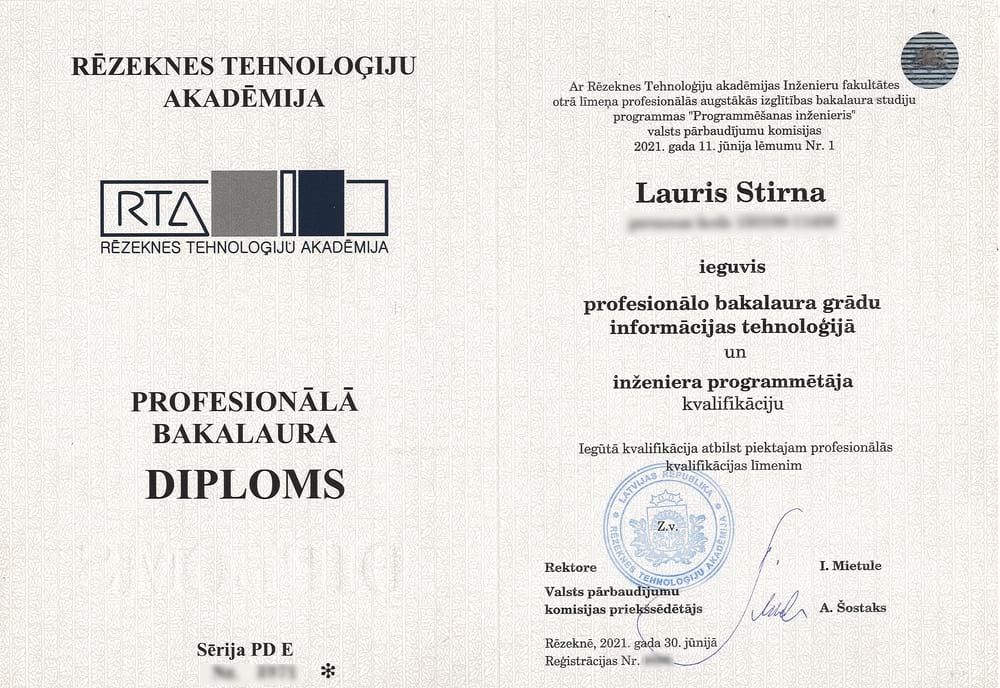 RĒZEKNES TEHNOLOĢIJU
AKADĒMIJA
RTA
RĒZEKNES TEHNOLOĢIJU AKADĒMIJA
PROFESIONĀLĀ
BAKALAURA
DIPLOMS
Sērija PD E
*
Ar Rēzeknes Tehnoloģiju akadēmijas Inženieru fakultātes
otrā līmeņa profesionālās augstākās izglītības bakalaura studiju
programmas "Programmēšanas inženieris"
valsts pārbaudījumu komisijas
2021. gada 11. jūnija lēmumu Nr. 1
Lauris Stirna
ieguvis
profesionālo bakalaura grādu
informācijas tehnoloģijā
un
inženiera programmētāja
kvalifikāciju
Iegūtā kvalifikācija atbilst piektajam profesionālās
kvalifikācijas līmenim
LATVIJAS REPUBLIKA
Z.v.
RĒZEKNES TEHNOLOĢIJU AKADĒMIJA
Rektore I. Mietule
Valsts pārbaudījumu
komisijas priekšsēdētājs A. Šostaks
Rēzeknē, 2021. gada 30. jūnijā
Reģistrācijas Nr.